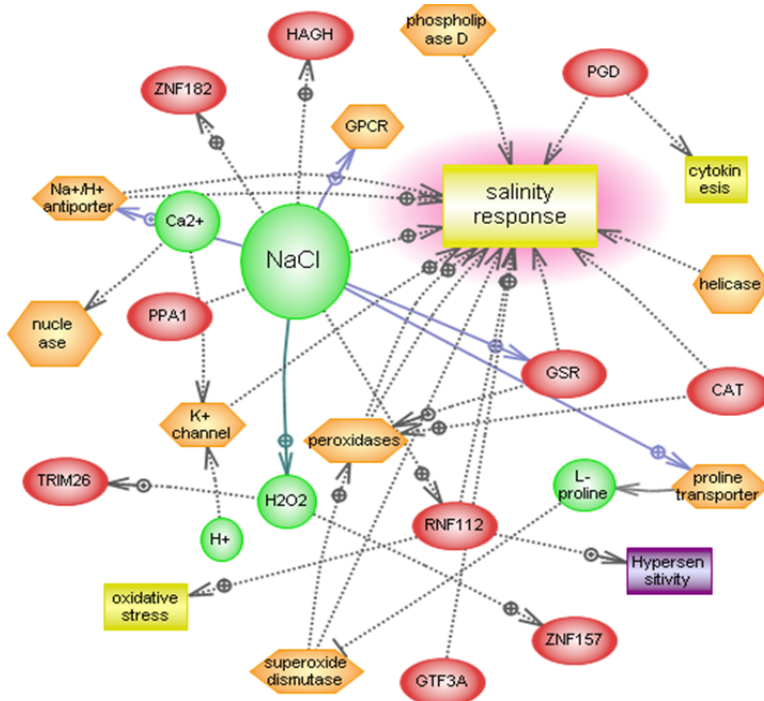 HAGH
phospholip
ase D
PGD
ZNF182
GPCR
cytokin
esis
Na+/H+
antiporter
Ca2+
salinity
response
NaCl
helicase
nucle
ase
PPA1
GSR
CAT
K+
channel
peroxidases
TRIM26
H2O2
L-
proline
proline
transporter
H+
RNF112
Hypersen
sitivity
oxidative
stress
ZNF157
superoxide
dismutase
GTF3A